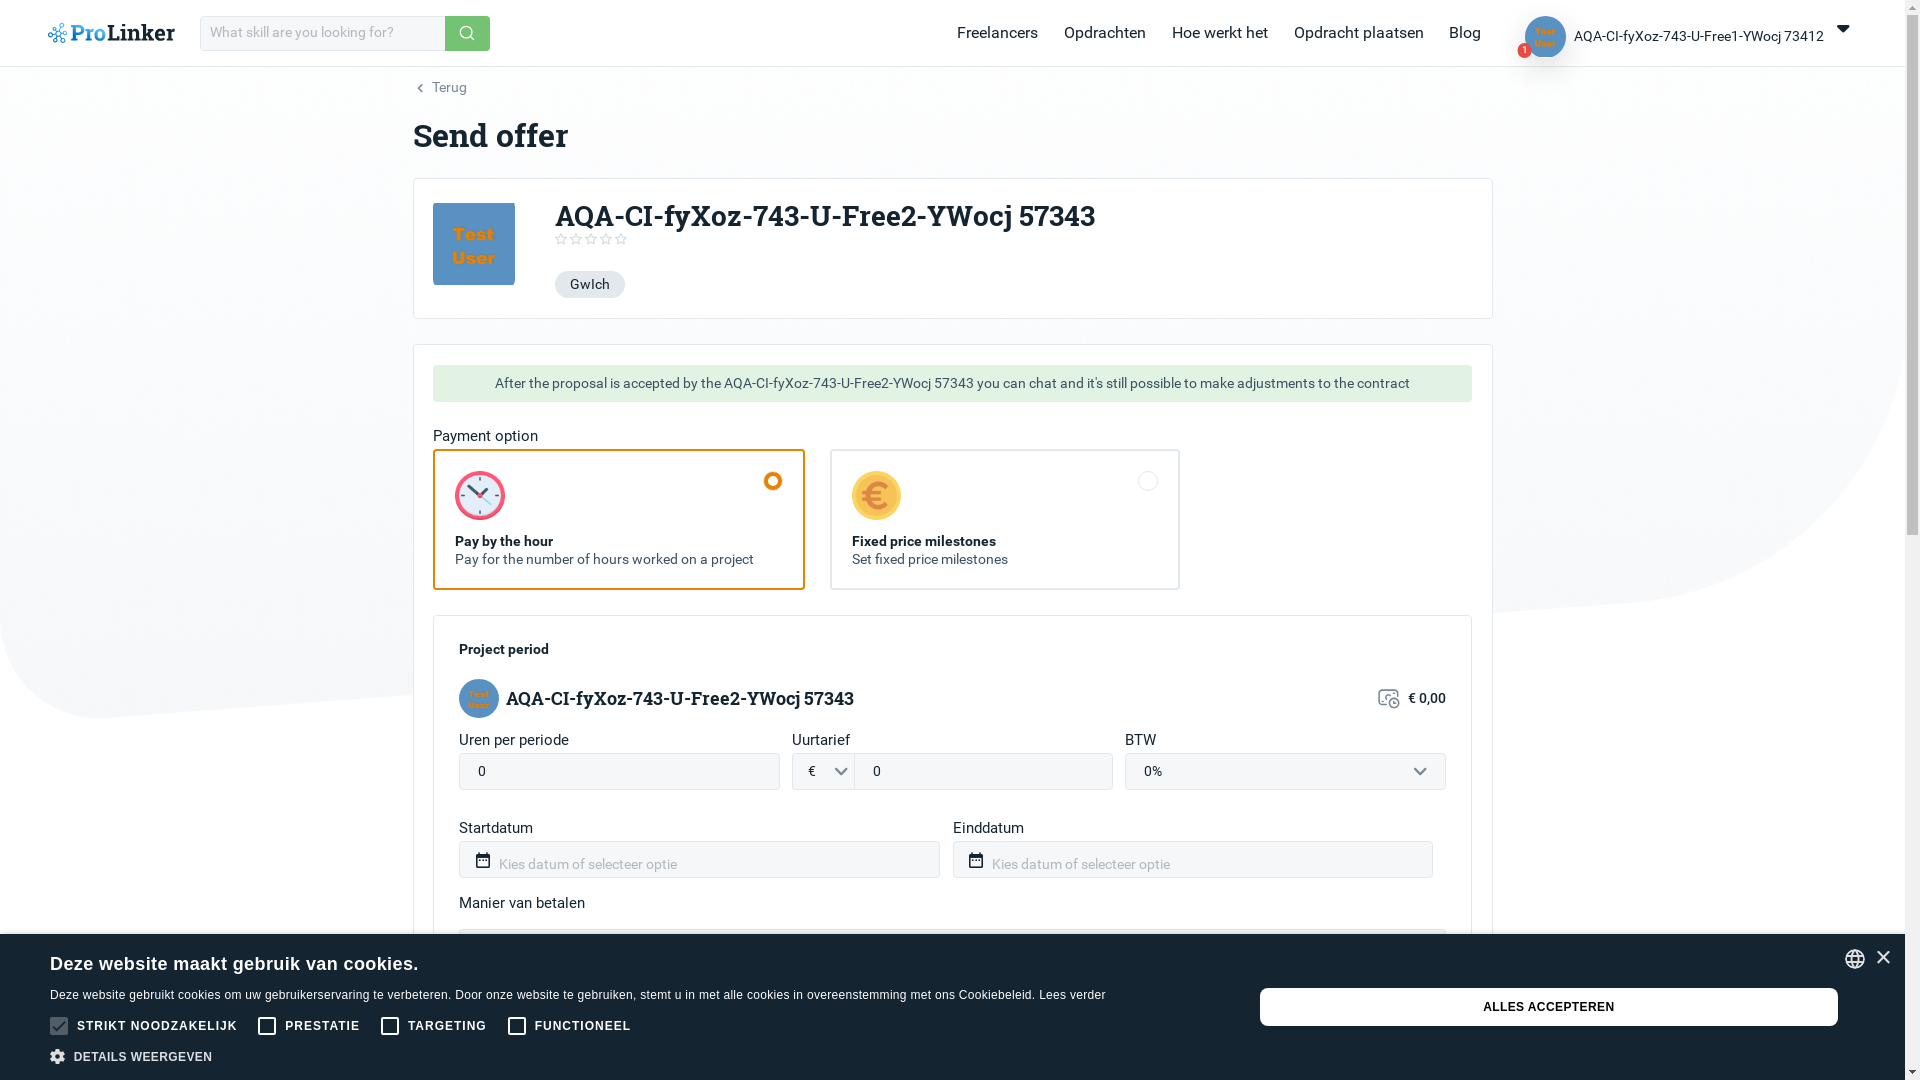 ProLinker
What skill are you looking for?
Freelancers
Opdrachten
Hoe werkt het
Opdracht plaatsen
Blog
Test
User
1
AQA-CI-fyXoz-743-U-Free1-YWocj 73412
Terug
Send offer
Test
User
AQA-CI-fyXoz-743-U-Free2-YWocj 57343
GwIch
After the proposal is accepted by the AQA-CI-fyXoz-743-U-Free2-YWocj 57343 you can chat and it's still possible to make adjustments to the contract
Payment option
Pay by the hour
Pay for the number of hours worked on a project
€
Fixed price milestones
Set fixed price milestones
Project period
Test
User
AQA-CI-fyXoz-743-U-Free2-YWocj 57343
€ 0,00
Uren per periode
0
Uurtarief
€
0
BTW
0%
Startdatum
Kies datum of selecteer optie
Einddatum
Kies datum of selecteer optie
Manier van betalen
Deze website maakt gebruik van cookies.
Deze website gebruikt cookies om uw gebruikerservaring te verbeteren. Door onze website te gebruiken, stemt u in met alle cookies in overeenstemming met ons Cookiebeleid. Lees verder
STRIKT NOODZAKELIJK
PRESTATIE
TARGETING
FUNCTIONEEL
DETAILS WEERGEVEN
×
ALLES ACCEPTEREN